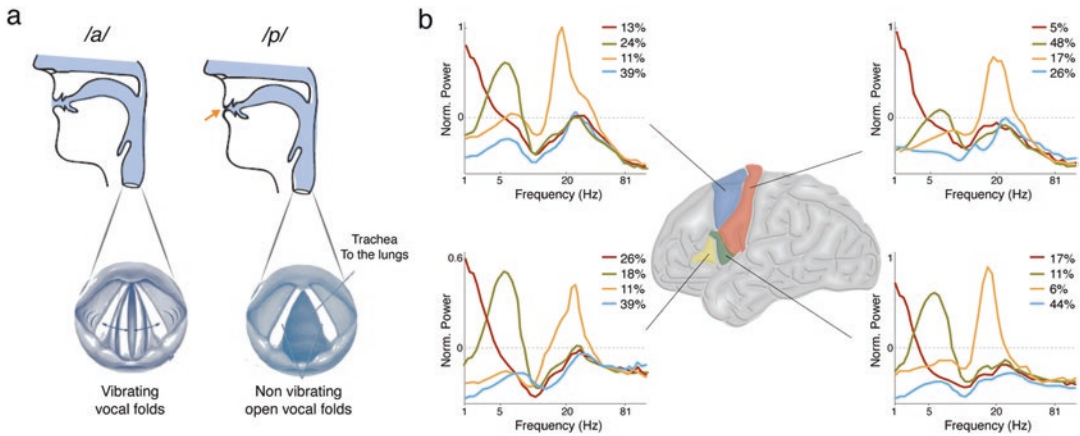 a
/a/
/p/
Trachea
To the lungs
Vibrating
vocal folds
Non vibrating
open vocal folds
b
1
0
Norm. Power
13%
24%
11%
39%
1
5
20
81
Frequency (Hz)
1
0
Norm. Power
5%
48%
17%
26%
1
5
20
81
Frequency (Hz)
0.6
0
Norm. Power
26%
18%
11%
39%
1
5
20
81
Frequency (Hz)
1
0
Norm. Power
17%
11%
6%
44%
1
5
20
81
Frequency (Hz)